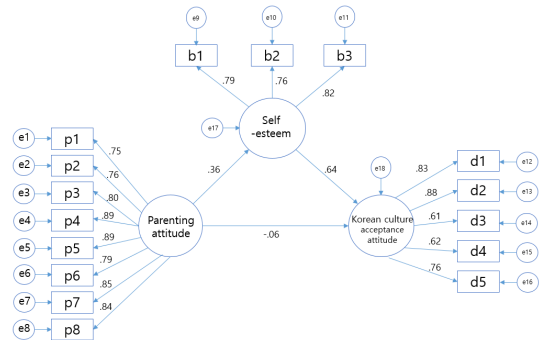 e9
e10
e11
b1
b2
b3
.79
.76
.82
Self
-esteem
e17
e1
p1
e2
p2
e3
p3
e4
p4
e5
p5
e6
p6
e7
p7
e8
p8
.75
.76
.80
.89
.89
.79
.85
.84
Parenting
attitude
.36
.64
-.06
e18
Korean culture
acceptance
attitude
.83
.88
.61
.62
.76
d1
e12
d2
e13
d3
e14
d4
e15
d5
e16